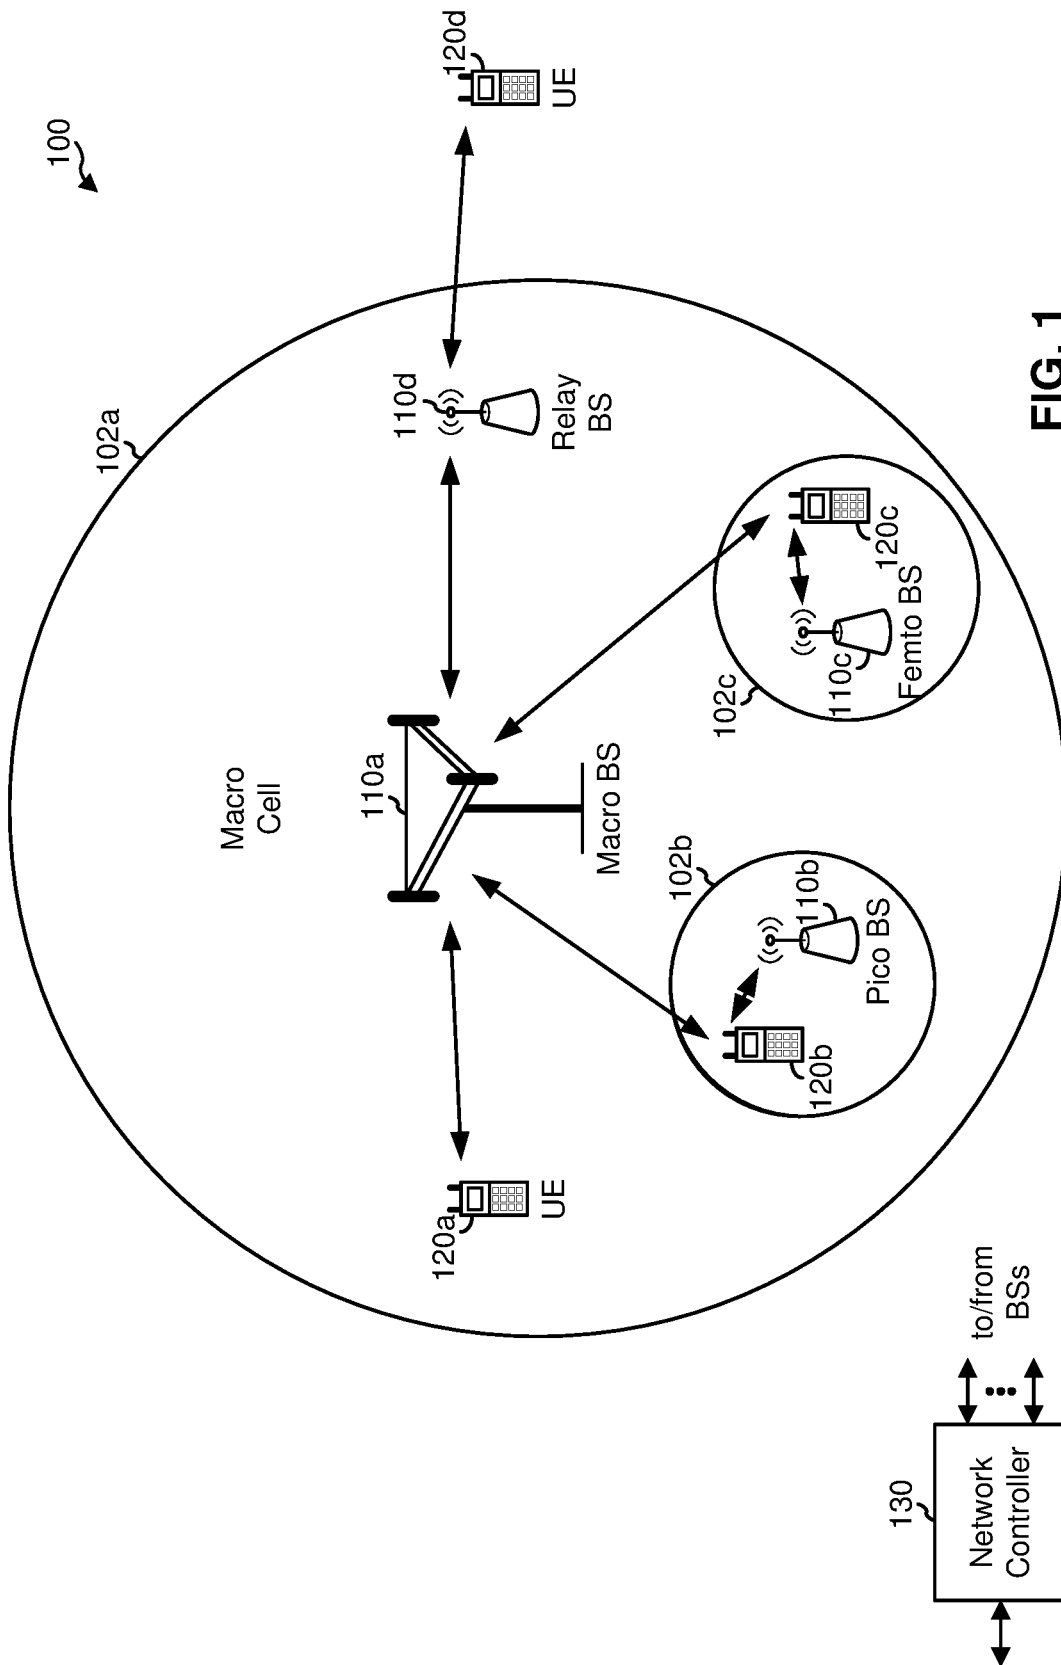 100
102a
Macro
Cell
110a
110d
120d
120a
UE
UE
Relay
BS
Macro BS
102b
102c
110b
110c
120c
120b
Pico BS
Femto BS
130
Network
Controller
to/from
BSs
FIG. 1